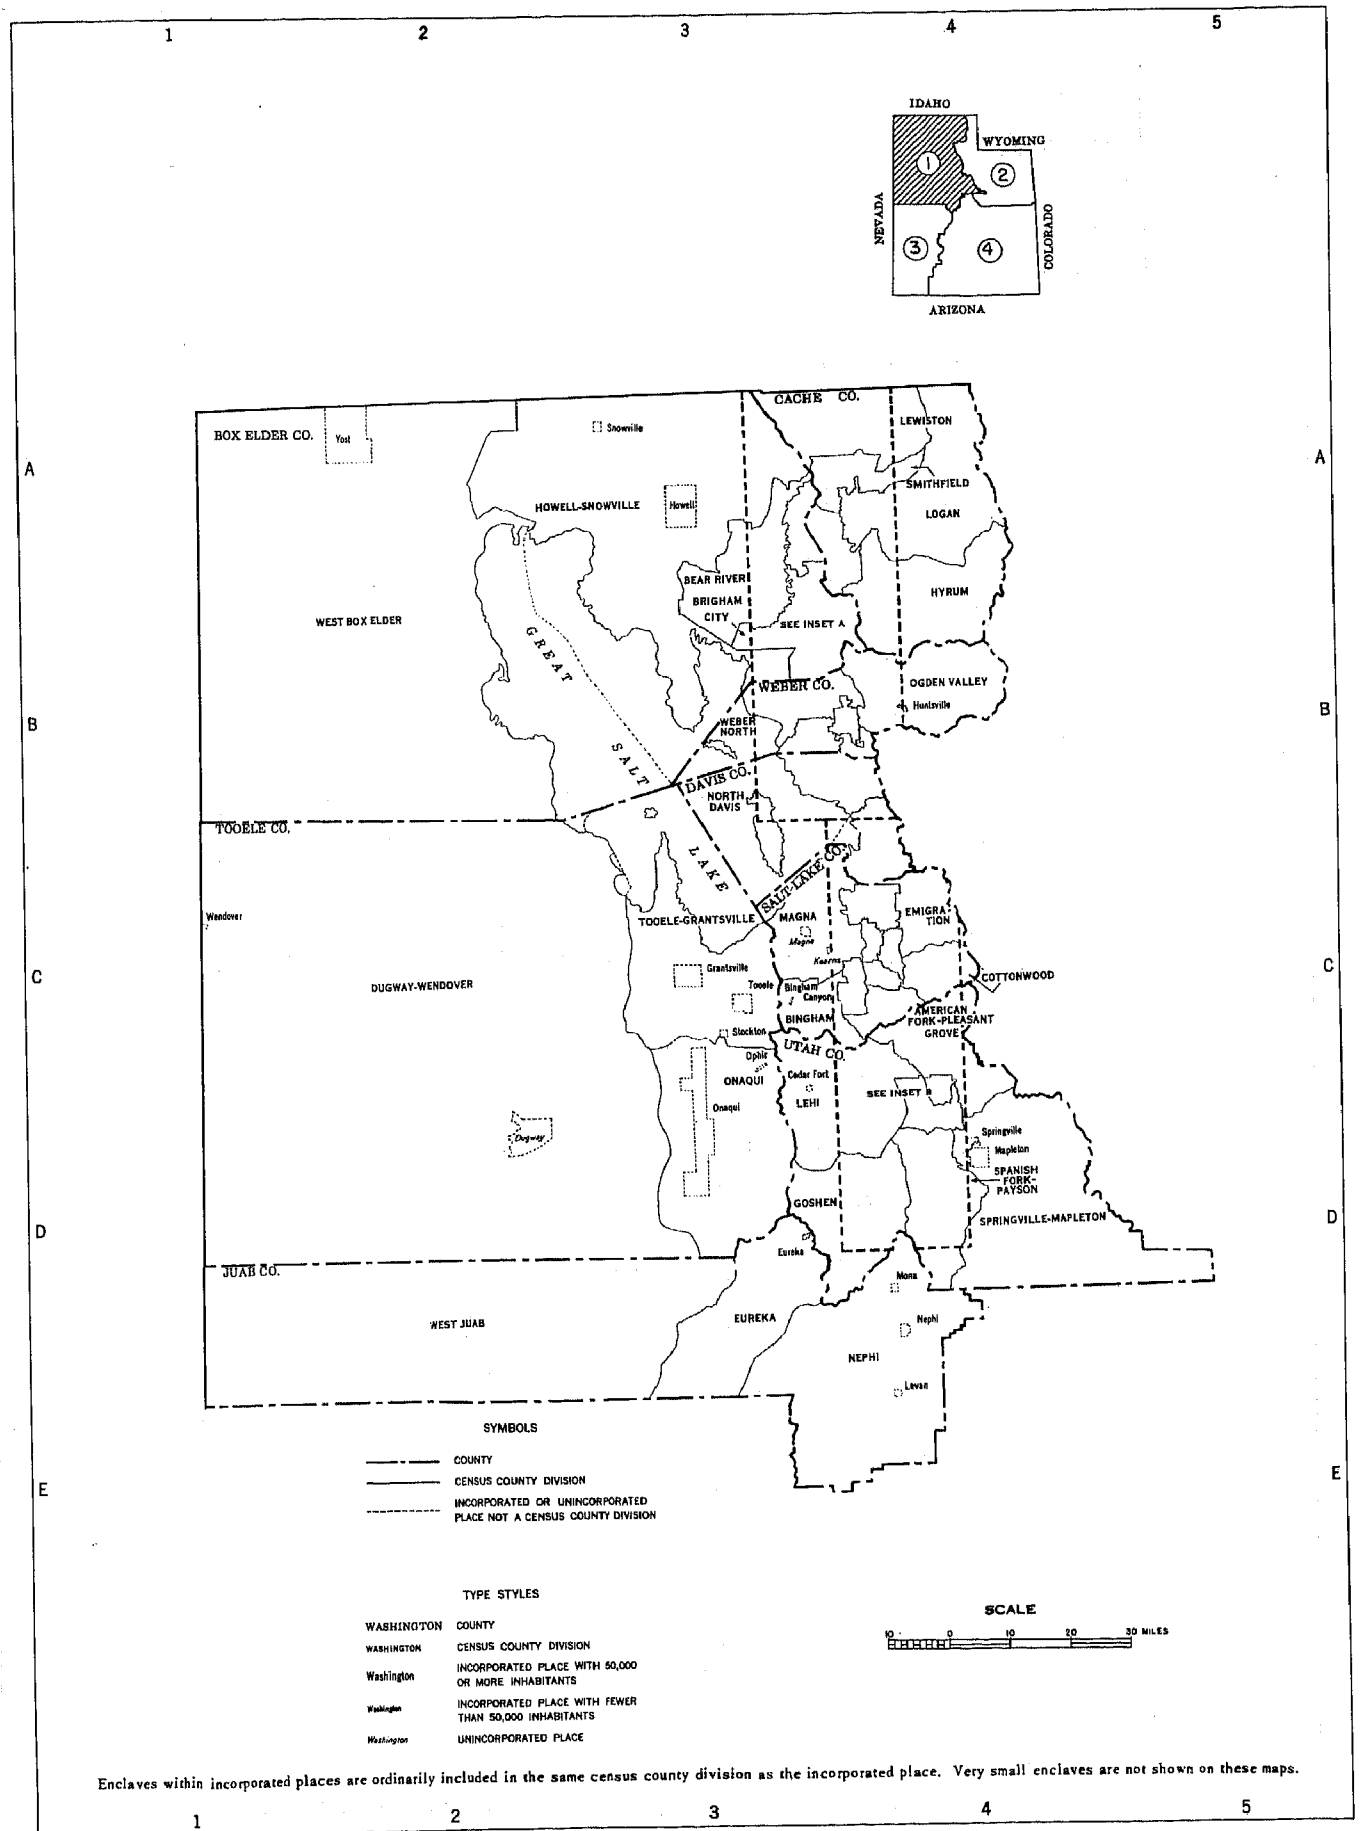 1 2 3 4 5
IDAHO
WYOMING
1
2
NEVADA
COLORADO
3
4
ARIZONA
A
A
B
B
C
C
D
D
E
E
CACHE CO.
BOX ELDER CO.
Yost
Snowville
LEWISTON
SMITHFIELD
HOWELL-SNOWVILLE
Howell
LOGAN
BEAR RIVER
BRIGHAM
CITY
HYRUM
WEST BOX ELDER
SEE INSET A
GREAT
SALT
LAKE
WEBER CO.
OGDEN VALLEY
Huntsville
WEBER
NORTH
DAVIS CO.
NORTH
DAVIS
TOOELE CO.
SALT-LAKE CO.
Wendover
TOOELE-GRANTSVILLE
MAGNA
Magna
EMIGRA-
TION
Kearns
Grantsville
COTTONWOOD
DUGWAY-WENDOVER
Tooele
Bingham
Canyon
BINGHAM
AMERICAN
FORK-PLEASANT
GROVE
Stockton
UTAH CO.
Ophir
ONAQUI
Cedar Fort
LEHI
SEE INSET B
Onaqui
Dugway
Springville
Mapleton
SPANISH
FORK-
PAYSON
GOSHEN
SPRINGVILLE-MAPLETON
Eureka
JUAB CO.
Mona
WEST JUAB
EUREKA
Nephi
NEPHI
Levan
SYMBOLS
COUNTY
CENSUS COUNTY DIVISION
INCORPORATED OR UNINCORPORATED
PLACE NOT A CENSUS COUNTY DIVISION
TYPE STYLES
WASHINGTON COUNTY
WASHINGTON CENSUS COUNTY DIVISION
Washington INCORPORATED PLACE WITH 50,000
OR MORE INHABITANTS
Washington INCORPORATED PLACE WITH FEWER
THAN 50,000 INHABITANTS
Washington UNINCORPORATED PLACE
SCALE
10 0 10 20 30 MILES
Enclaves within incorporated places are ordinarily included in the same census county division as the incorporated place. Very small enclaves are not shown on these maps.
1 2 3 4 5